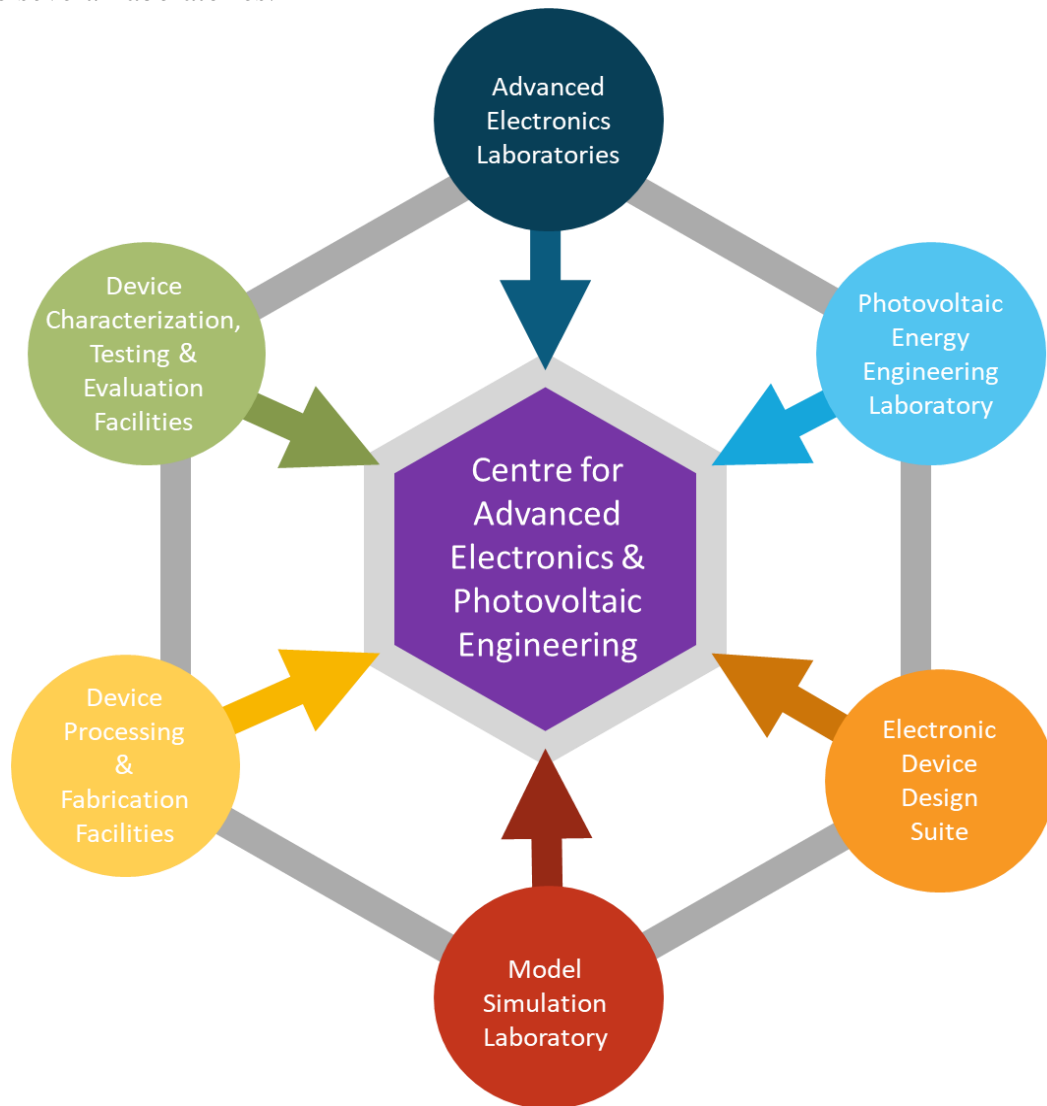 Advanced
Electronics
Laboratories
Photovoltaic
Energy
Engineering
Laboratory
Electronic
Device
Design
Suite
Model
Simulation
Laboratory
Device
Processing
&
Fabrication
Facilities
Device
Characterization,
Testing &
Evaluation
Facilities
Centre for
Advanced
Electronics &
Photovoltaic
Engineering